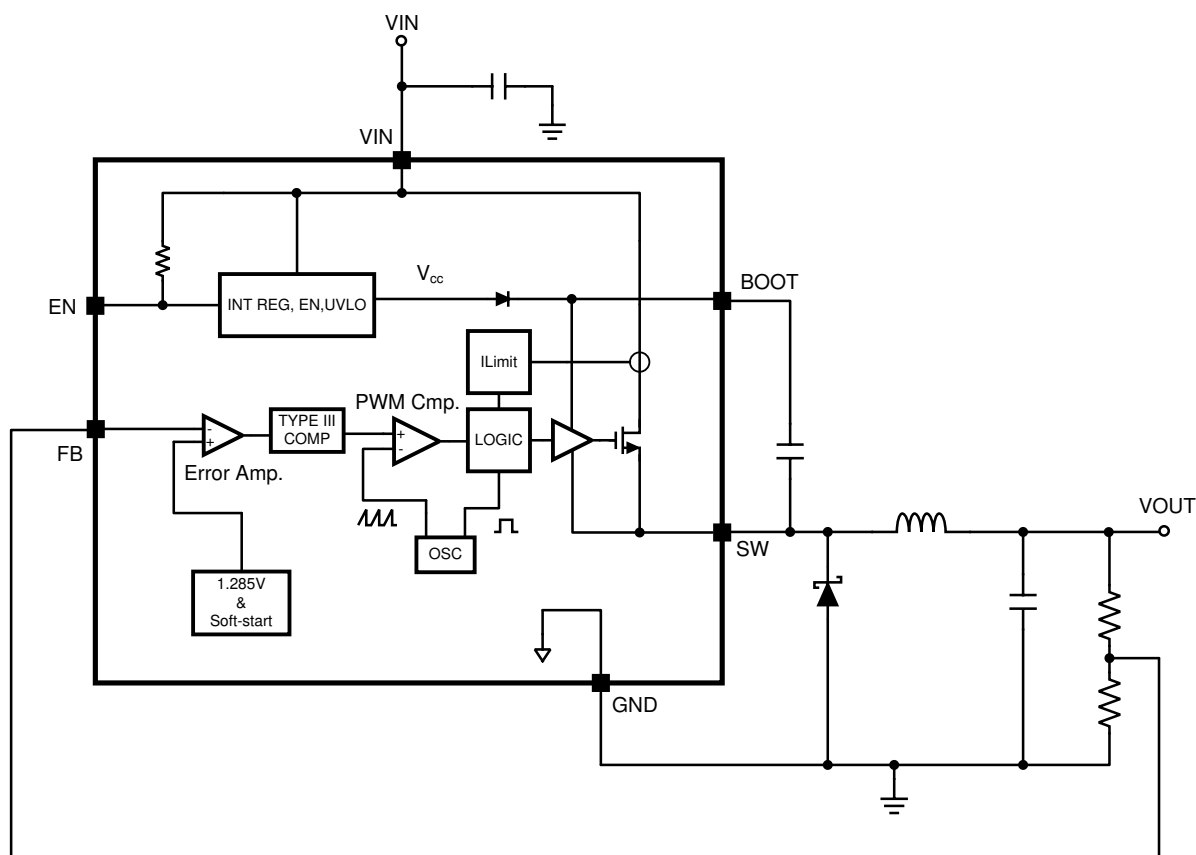 VIN
VIN
V_cc
BOOT
EN
INT REG, EN,UVLO
ILimit
PWM Cmp.
TYPE III
COMP
LOGIC
FB
-
+
+
-
Error Amp.
OSC
SW
VOUT
1.285V
&
Soft-start
GND